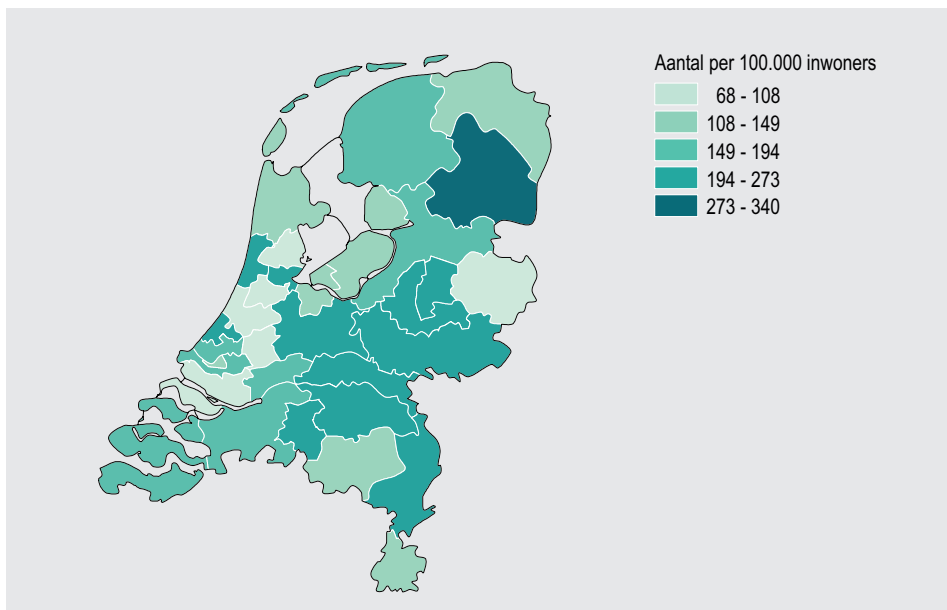 Aantal per 100.000 inwoners
68 - 108
108 - 149
149 - 194
194 - 273
273 - 340